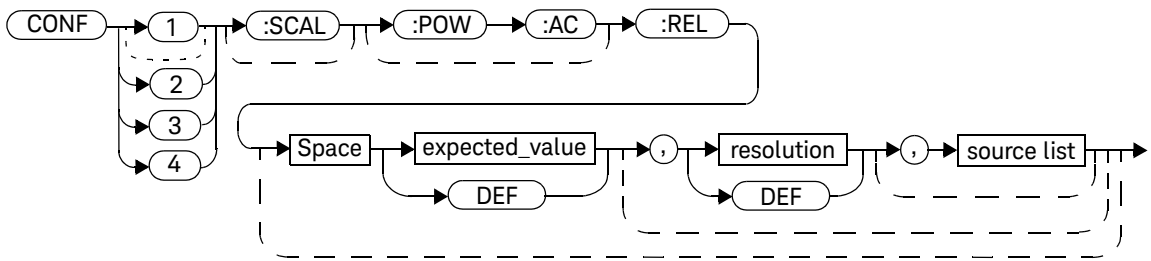 CONF 1 :SCAL :POW :AC :REL
2
3
4
Space expected_value , resolution , source list
DEF DEF